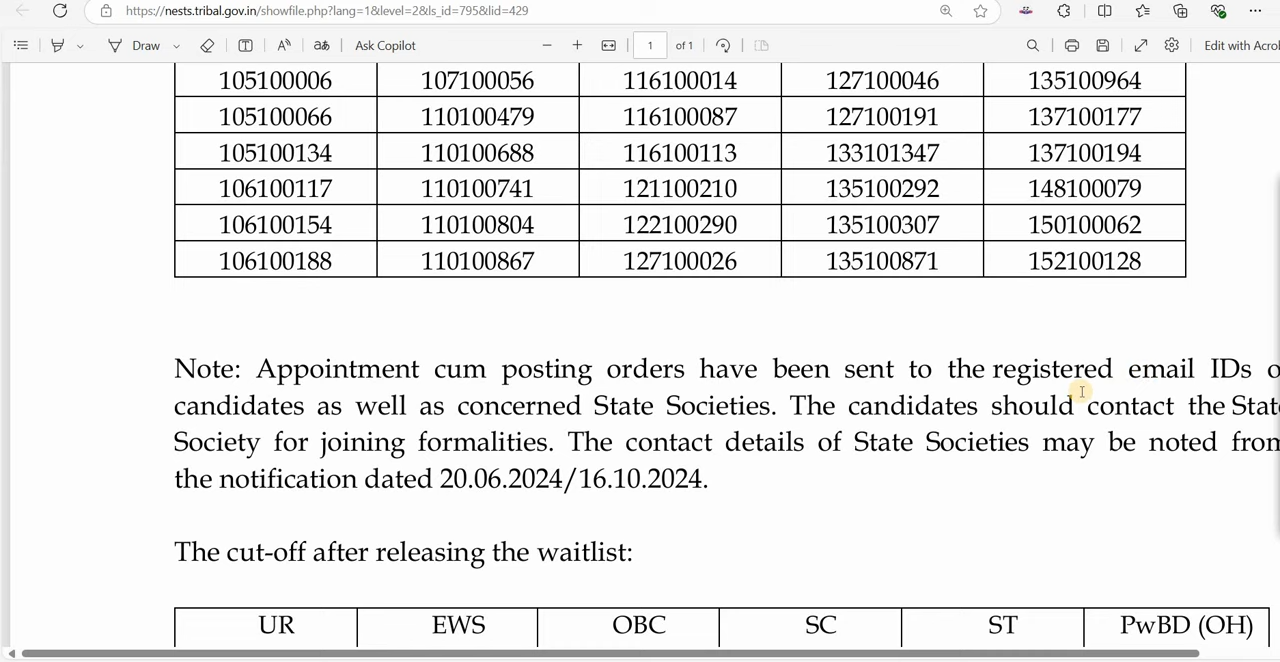 https://nests.tribal.gov.in/showfile.php?lang=1&level=2&ls_id=795&lid=429
Draw
Ask Copilot
1 of 1
Edit with Acro
105100006 107100056 116100014 127100046 135100964
105100066 110100479 116100087 127100191 137100177
105100134 110100688 116100113 133101347 137100194
106100117 110100741 121100210 135100292 148100079
106100154 110100804 122100290 135100307 150100062
106100188 110100867 127100026 135100871 152100128
Note: Appointment cum posting orders have been sent to the registered email IDs o
candidates as well as concerned State Societies. The candidates should contact the Stat
Society for joining formalities. The contact details of State Societies may be noted from
the notification dated 20.06.2024/16.10.2024.
The cut-off after releasing the waitlist:
UR EWS OBC SC ST PwBD (OH)